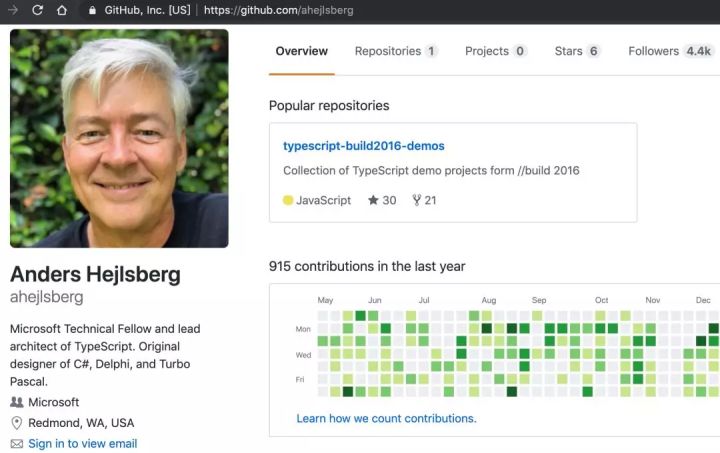 GitHub, Inc. [US] | https://github.com/ahejlsberg
Overview Repositories 1 Projects 0 Stars 6 Followers 4.4k
Popular repositories
typescript-build2016-demos
Collection of TypeScript demo projects form //build 2016
JavaScript 30 21
Anders Hejlsberg
ahejlsberg
Microsoft Technical Fellow and lead
architect of TypeScript. Original
designer of C#, Delphi, and Turbo
Pascal.
Microsoft
Redmond, WA, USA
Sign in to view email
915 contributions in the last year
May Jun Jul Aug Sep Oct Nov Dec
Mon
Wed
Fri
Learn how we count contributions.